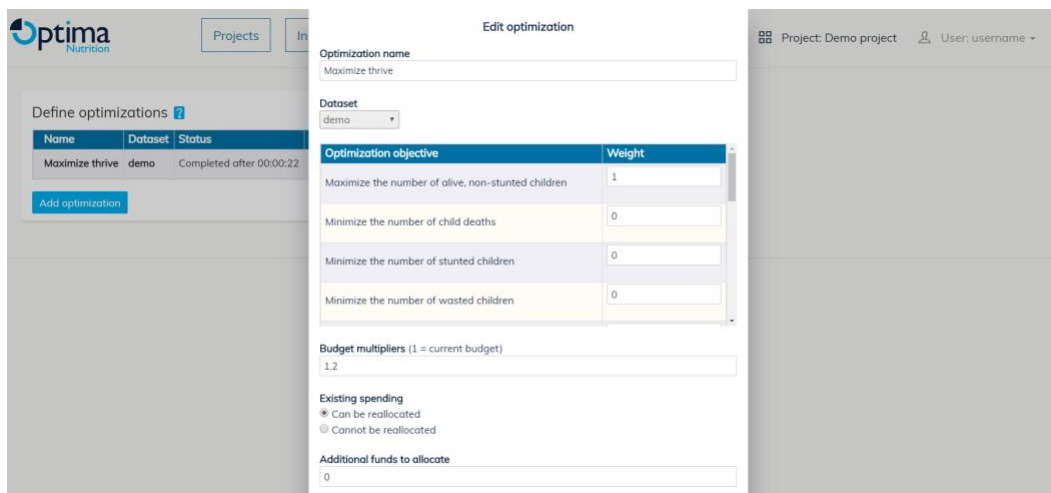 Optima
Nutrition
Projects
In
Project: Demo project
User: username
Define optimizations ?
Name Dataset Status
Maximize thrive demo Completed after 00:00:22
Add optimization
Edit optimization
Optimization name
Maximize thrive
Dataset
demo
Optimization objective Weight
Maximize the number of alive, non-stunted children 1
Minimize the number of child deaths 0
Minimize the number of stunted children 0
Minimize the number of wasted children 0
Budget multipliers (1 = current budget)
1,2
Existing spending
Can be reallocated
Cannot be reallocated
Additional funds to allocate
0